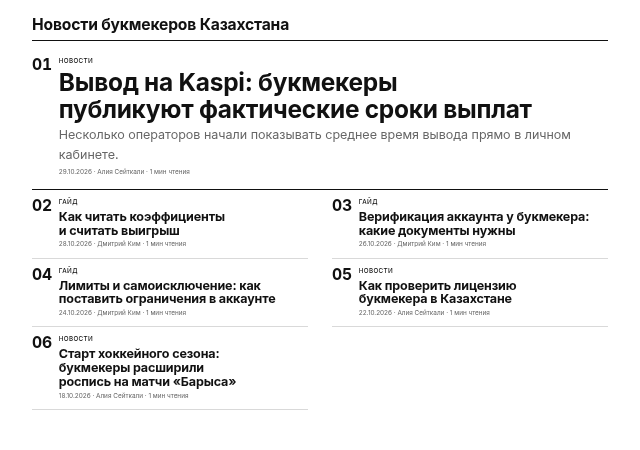 Новости букмекеров Казахстана
01
НОВОСТИ
Вывод на Kaspi: букмекеры
публикуют фактические сроки выплат
Несколько операторов начали показывать среднее время вывода прямо в личном
кабинете.
29.10.2026 · Алия Сейткали · 1 мин чтения
02
ГАЙД
Как читать коэффициенты
и считать выигрыш
28.10.2026 · Дмитрий Ким · 1 мин чтения
03
ГАЙД
Верификация аккаунта у букмекера:
какие документы нужны
26.10.2026 · Дмитрий Ким · 1 мин чтения
04
ГАЙД
Лимиты и самоисключение: как
поставить ограничения в аккаунте
24.10.2026 · Дмитрий Ким · 1 мин чтения
05
НОВОСТИ
Как проверить лицензию
букмекера в Казахстане
22.10.2026 · Алия Сейткали · 1 мин чтения
06
НОВОСТИ
Старт хоккейного сезона:
букмекеры расширили
роспись на матчи «Барыса»
18.10.2026 · Алия Сейткали · 1 мин чтения